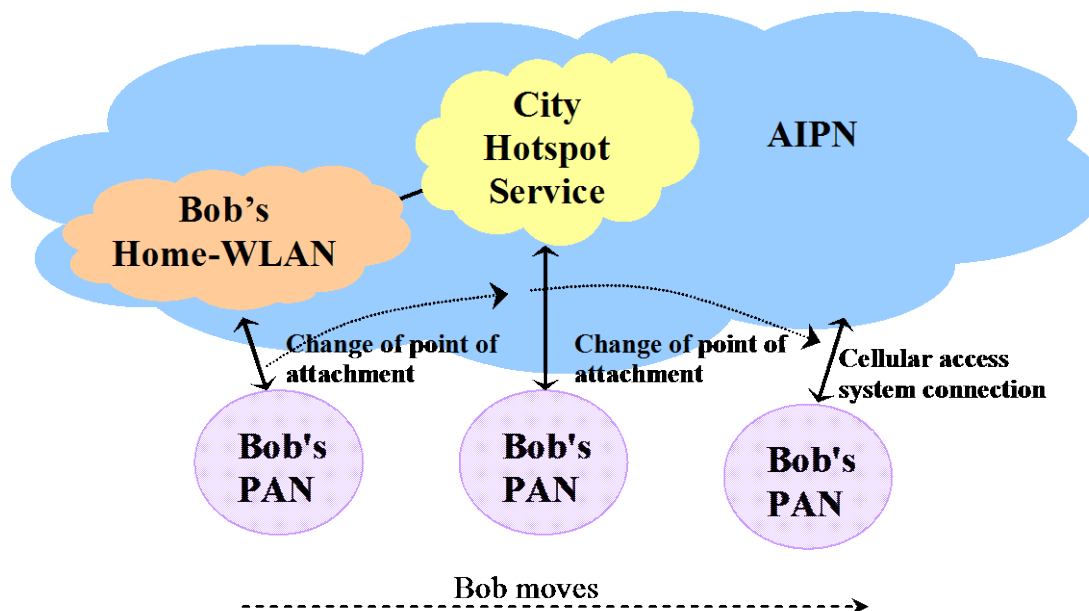 City
Hotspot
Service
AIPN
Bob’s
Home-WLAN
Change of point of
attachment
Change of point of
attachment
Cellular access
system connection
Bob's
PAN
Bob's
PAN
Bob's
PAN
Bob moves